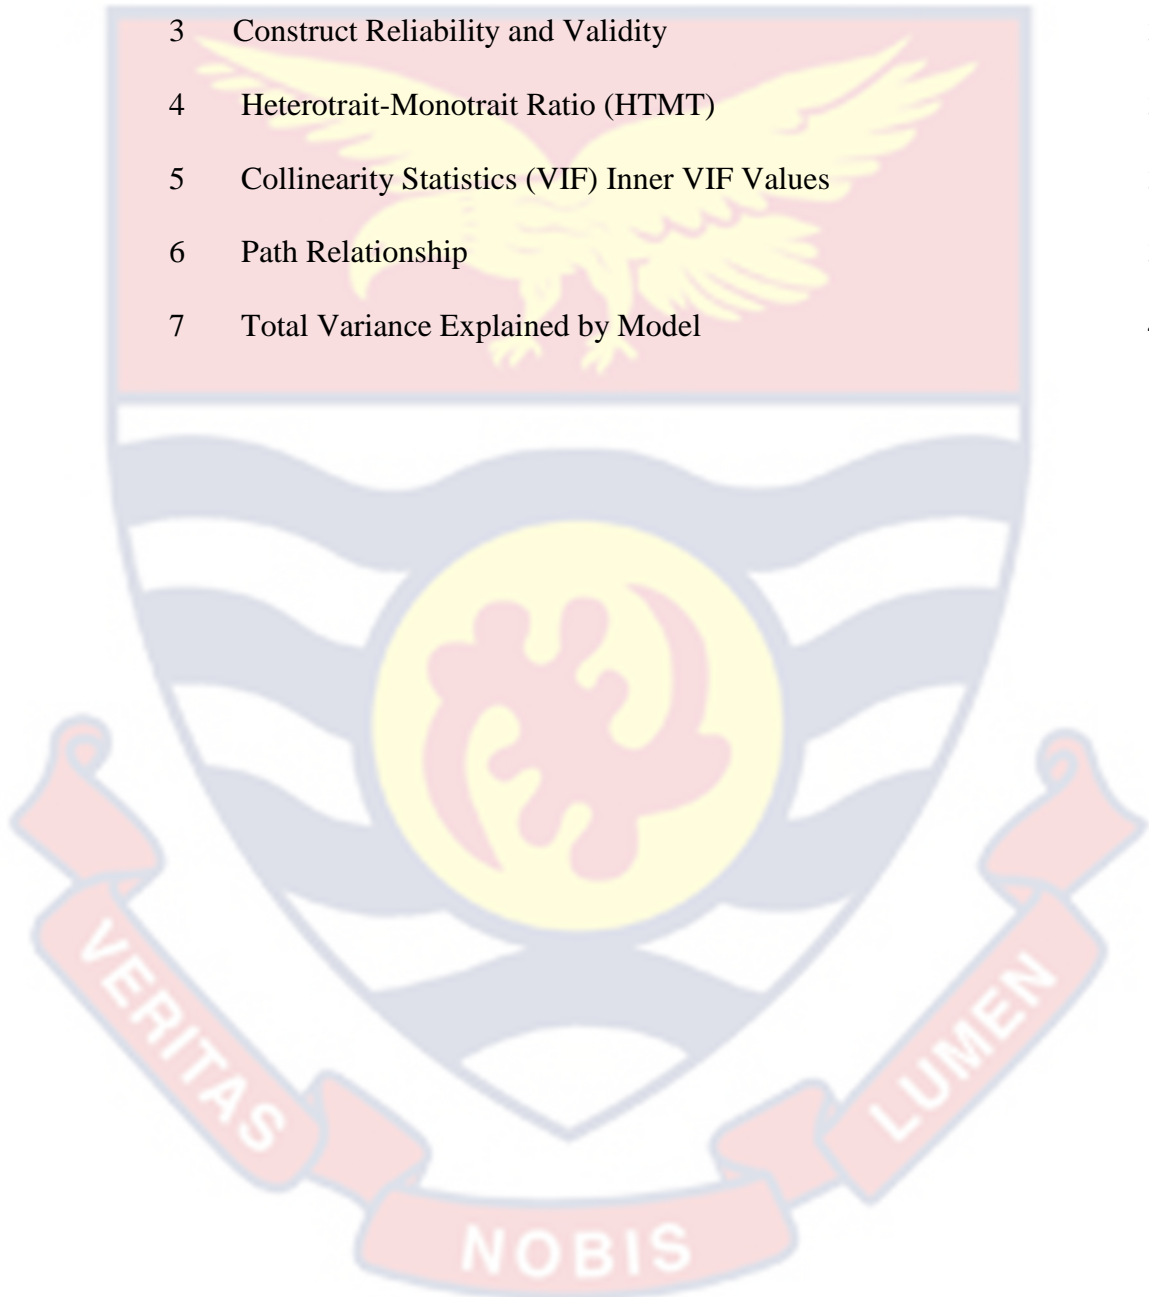 3 Construct Reliability and Validity
4 Heterotrait-Monotrait Ratio (HTMT)
5 Collinearity Statistics (VIF) Inner VIF Values
6 Path Relationship
7 Total Variance Explained by Model
VERITAS
NOBIS
LUMEN